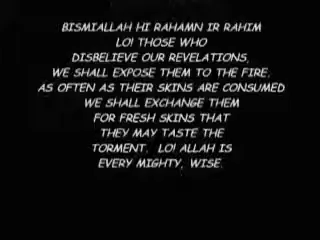 BISMIALLAH HI RAHAMN IR RAHIM
LO! THOSE WHO
DISBELIEVE OUR REVELATIONS,
WE SHALL EXPOSE THEM TO THE FIRE.
AS OFTEN AS THEIR SKINS ARE CONSUMED
WE SHALL EXCHANGE THEM
FOR FRESH SKINS THAT
THEY MAY TASTE THE
TORMENT. LO! ALLAH IS
EVERY MIGHTY, WISE.